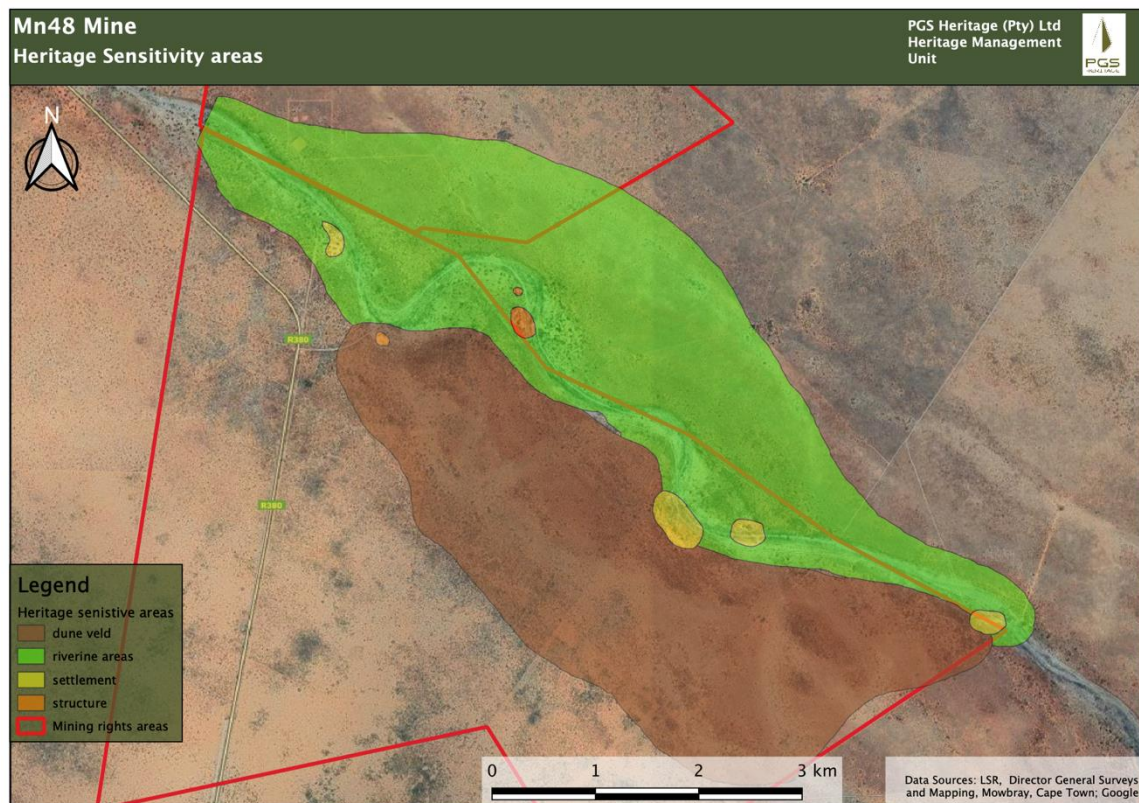 Mn48 Mine
Heritage Sensitivity areas
PGS Heritage (Pty) Ltd
Heritage Management
Unit
PGS
HERITAGE
N
R380
R380
Legend
Heritage senistive areas
dune veld
riverine areas
settlement
structure
Mining rights areas
0 1 2 3 km
Data Sources: LSR, Director General Surveys
and Mapping, Mowbray, Cape Town; Google